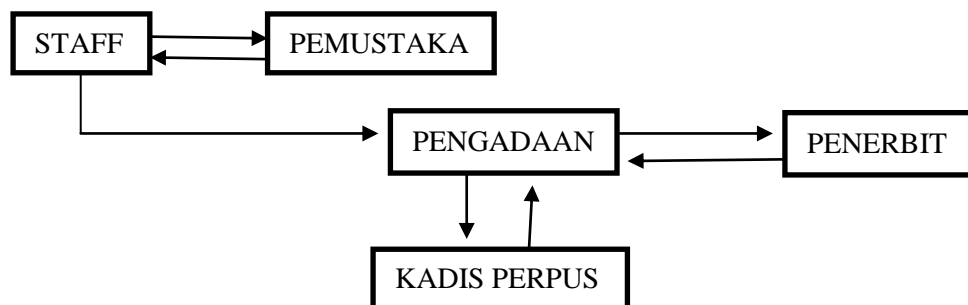 STAFF
PEMUSTAKA
PENGADAAN
PENERBIT
KADIS PERPUS